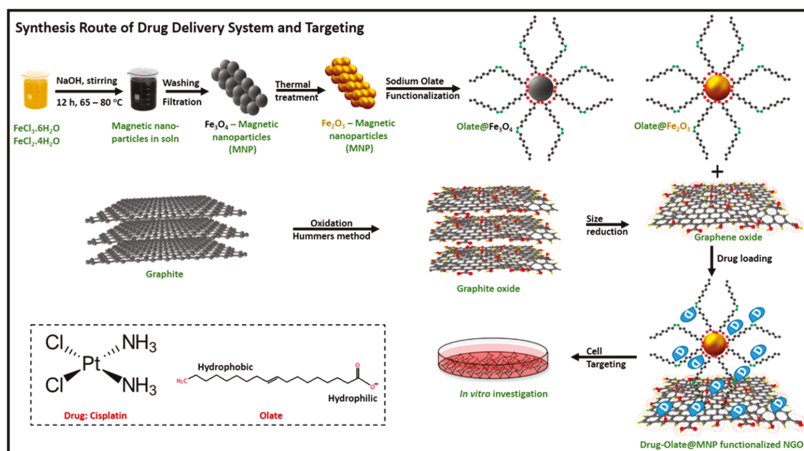 Synthesis Route of Drug Delivery System and Targeting
NaOH, stirring
12 h, 65 – 80 °C
Washing
Filtration
Thermal
treatment
Sodium Olate
Functionalization
FeCl₃.6H₂O
FeCl₂.4H₂O
Magnetic nano-
particles in soln
Fe₃O₄ – Magnetic
nanoparticles
(MNP)
Fe₂O₃ – Magnetic
nanoparticles
(MNP)
Olate@Fe₃O₄
Olate@Fe₂O₃
+
Graphite
Oxidation
Hummers method
Graphite oxide
Size
reduction
Graphene oxide
Drug loading
Cl
NH₃
Pt
Cl
NH₃
Drug: Cisplatin
Hydrophobic
H₃C
O
O⁻
Hydrophilic
Olate
In vitro investigation
Cell
Targeting
D
D
D
D
D
D
D
D
D
D
D
Drug-Olate@MNP functionalized NGO